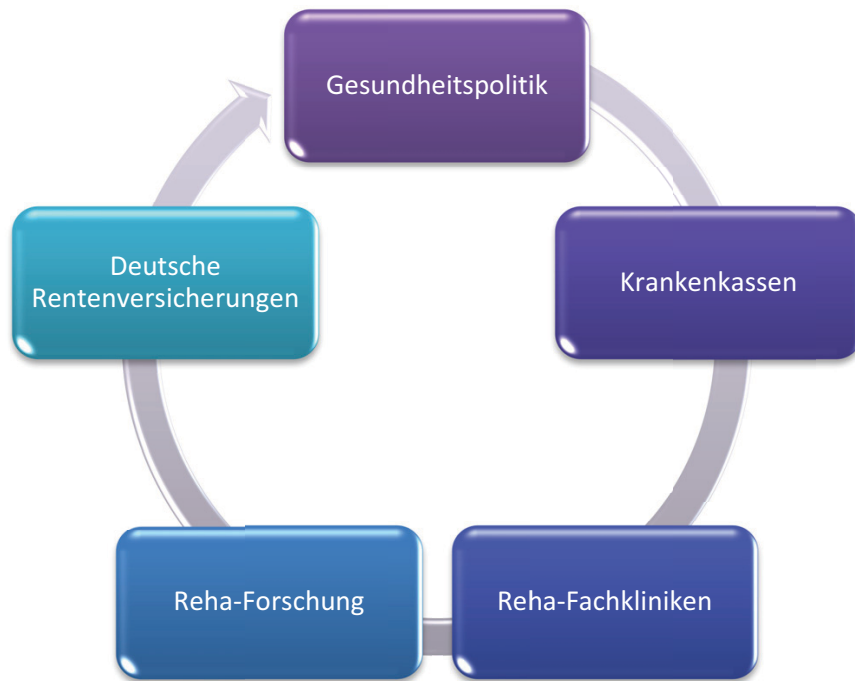 Gesundheitspolitik
Krankenkassen
Reha-Fachkliniken
Reha-Forschung
Deutsche
Rentenversicherungen